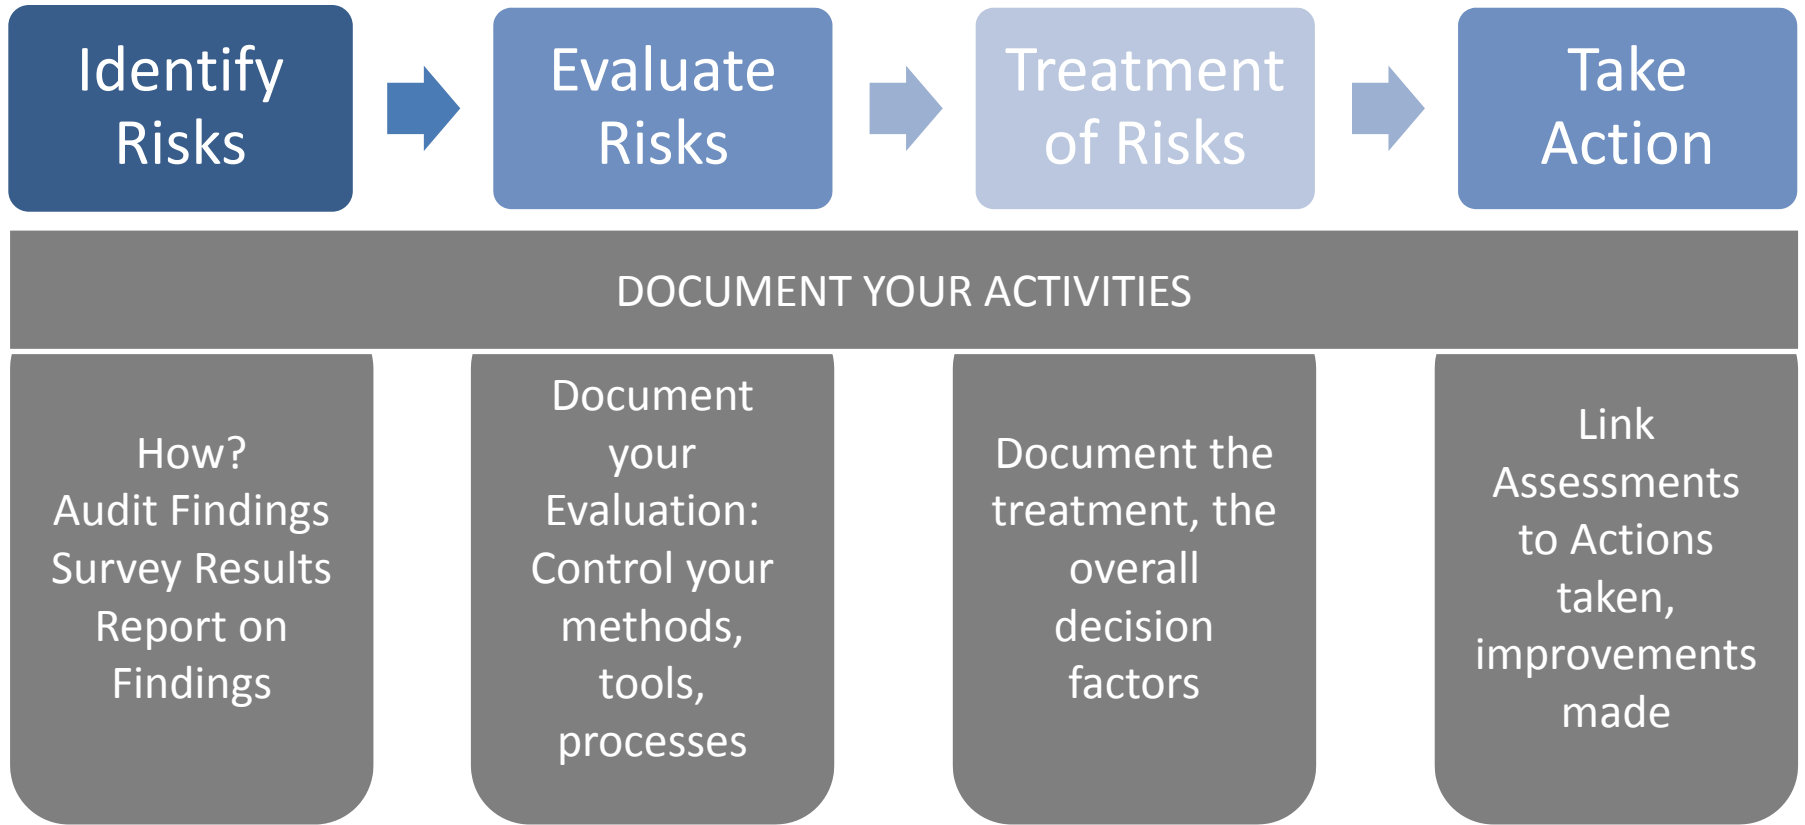 Identify
Risks
Evaluate
Risks
Treatment
of Risks
Take
Action
DOCUMENT YOUR ACTIVITIES
How?
Audit Findings
Survey Results
Report on
Findings
Document
your
Evaluation:
Control your
methods,
tools,
processes
Document the
treatment, the
overall
decision
factors
Link
Assessments
to Actions
taken,
improvements
made